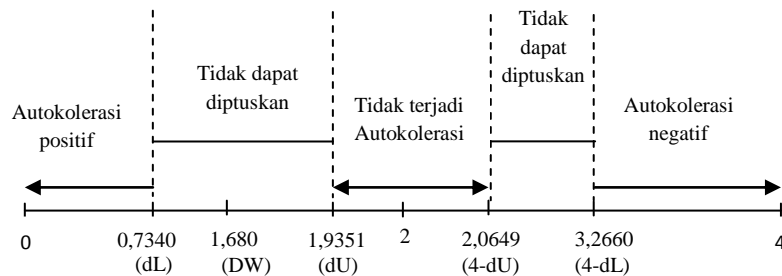 Tidak
dapat
diptuskan
Tidak dapat
diptuskan
Autokolerasi
positif
Tidak terjadi
Autokolerasi
Autokolerasi
negatif
0 0,7340 1,680 1,9351 2 2,0649 3,2660 4
(dL) (DW) (dU) (4-dU) (4-dL)